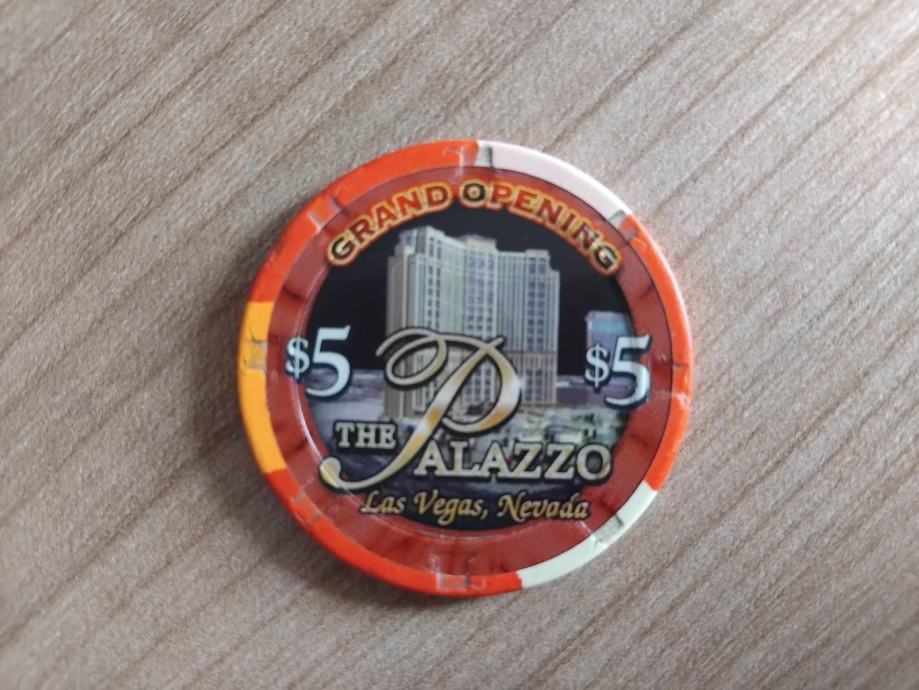 GRAND OPENING
$5 $5
THE PALAZZO
Las Vegas, Nevada